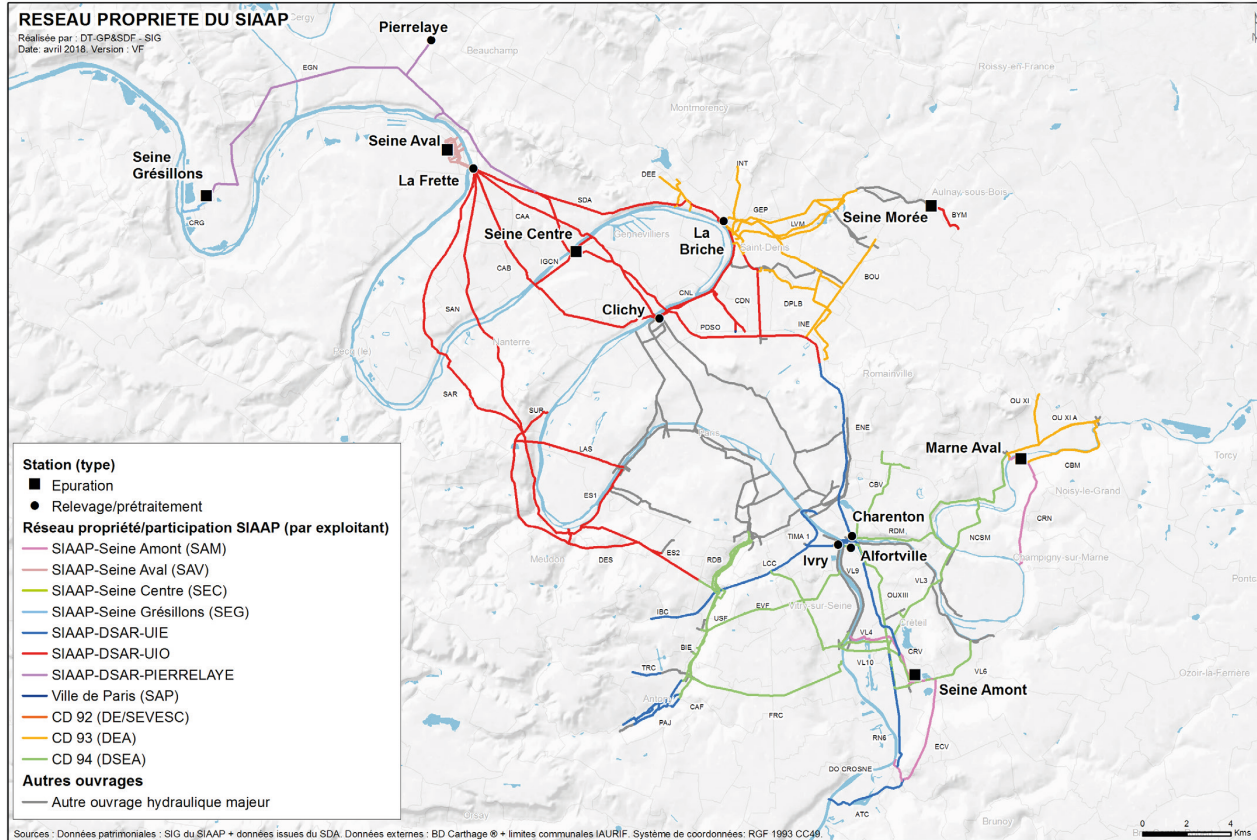 RESEAU PROPRIETE DU SIAAP
Réalisée par : DT-GP&SDF - SIG
Date: avril 2018. Version : VF
Cergy
Pierrelaye
Beauchamp
Roissy-en-France
EGN
Montmorency
Seine Aval
Seine
Grésillons
La Frette
DEE
INT
Aulnay-sous-Bois
CRG
SDA
GEP
LVM
Seine Morée
BYM
CAA
Seine Centre
Gennevilliers
La
Briche
Saint-Denis
CAB
IGCN
BOU
CNL
CDN
DPLB
SAN
Clichy
PDSO
INE
Nanterre
Pecq (le)
Romainville
SAR
SUR
OU XI
OU XI A
ENE
Paris
LAS
Marne Aval
Torcy
CBM
CBV
Noisy-le-Grand
ES1
Charenton
CRN
RDM
NCSM
TIMA 1
Meudon
ES2
DES
RDB
LCC
Ivry
Alfortville
Champigny-sur-Marne
VL9
VL3
OUXIII
IBC
USF
EVF
Vitry-sur-Seine
Créteil
VL4
BIE
CRV
VL10
VL6
TRC
Seine Amont
Ozoir-la-Ferrière
Antony
CAF
PAJ
FRC
RN6
ECV
DO CROSNE
ATC
Brunoy
Station (type)
Epuration
Relevage/prétraitement
Réseau propriété/participation SIAAP (par exploitant)
SIAAP-Seine Amont (SAM)
SIAAP-Seine Aval (SAV)
SIAAP-Seine Centre (SEC)
SIAAP-Seine Grésillons (SEG)
SIAAP-DSAR-UIE
SIAAP-DSAR-UIO
SIAAP-DSAR-PIERRELAYE
Ville de Paris (SAP)
CD 92 (DE/SEVESC)
CD 93 (DEA)
CD 94 (DSEA)
Autres ouvrages
Autre ouvrage hydraulique majeur
0 2 4
Kms
Sources : Données patrimoniales : SIG du SIAAP + données issues du SDA. Données externes : BD Carthage ® + limites communales IAURIF. Système de coordonnées: RGF 1993 CC49.